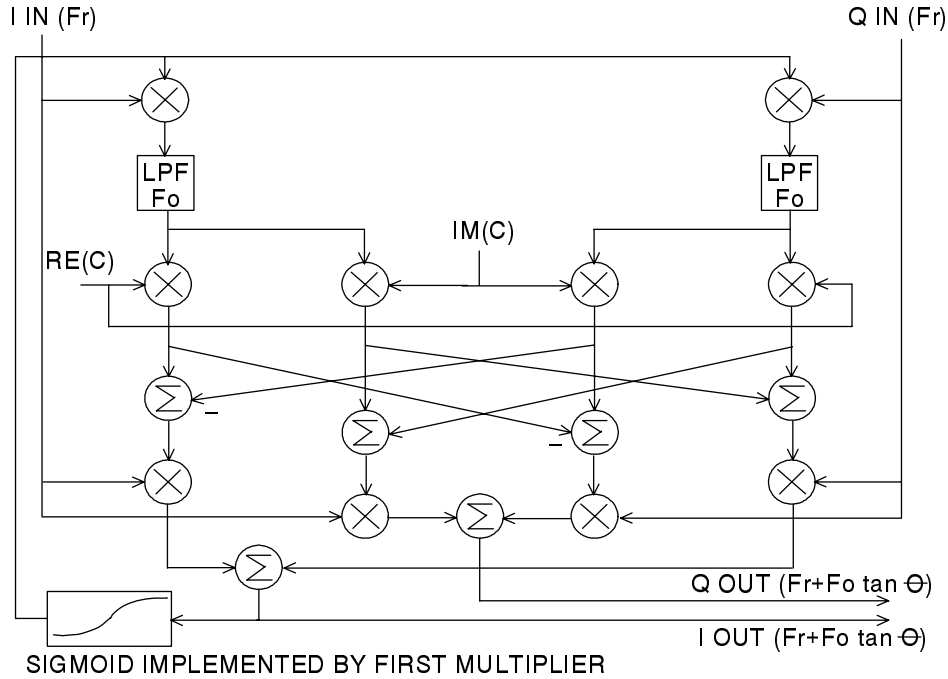 I IN (Fr)
Q IN (Fr)
LPF
Fo
LPF
Fo
IM(C)
RE(C)
Σ
Σ
Σ
Σ
Σ
Σ
Q OUT (Fr+Fo tan Θ)
I OUT (Fr+Fo tan Θ)
SIGMOID IMPLEMENTED BY FIRST MULTIPLIER